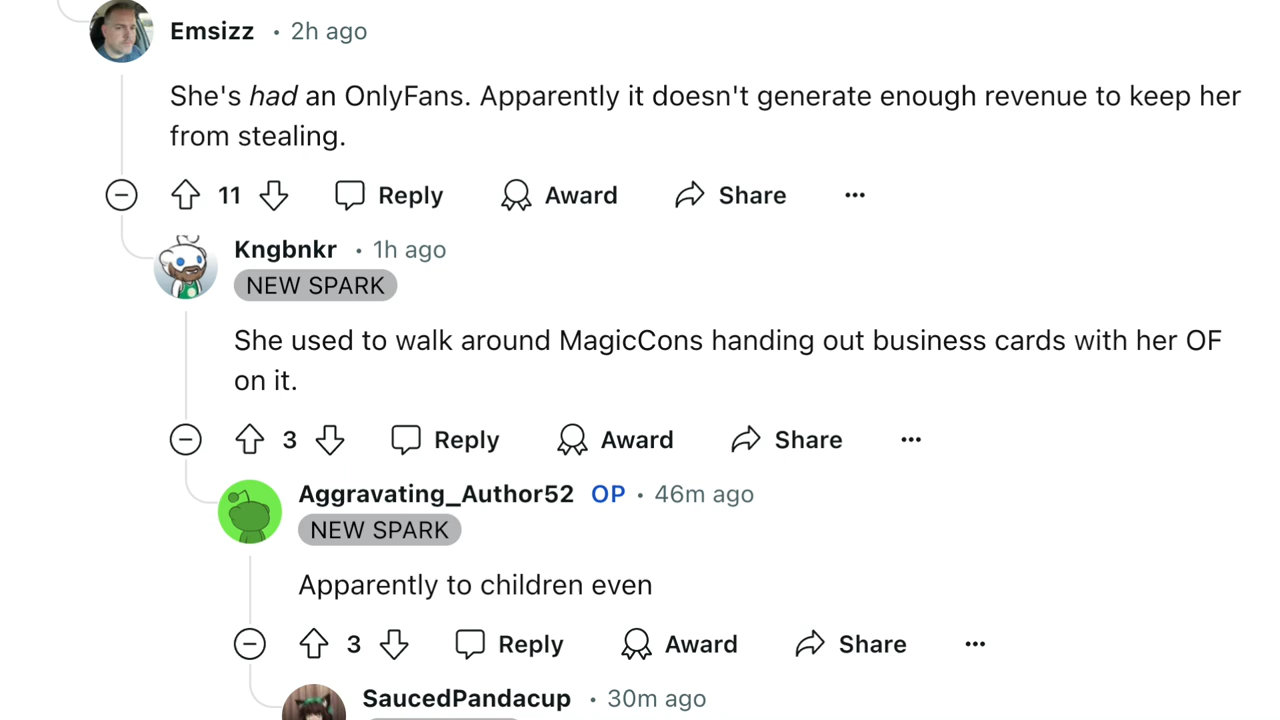 Emsizz • 2h ago
She's had an OnlyFans. Apparently it doesn't generate enough revenue to keep her
from stealing.
11 Reply Award Share
Kngbnkr • 1h ago
NEW SPARK
She used to walk around MagicCons handing out business cards with her OF
on it.
3 Reply Award Share
Aggravating_Author52 OP • 46m ago
NEW SPARK
Apparently to children even
3 Reply Award Share
SaucedPandacup • 30m ago